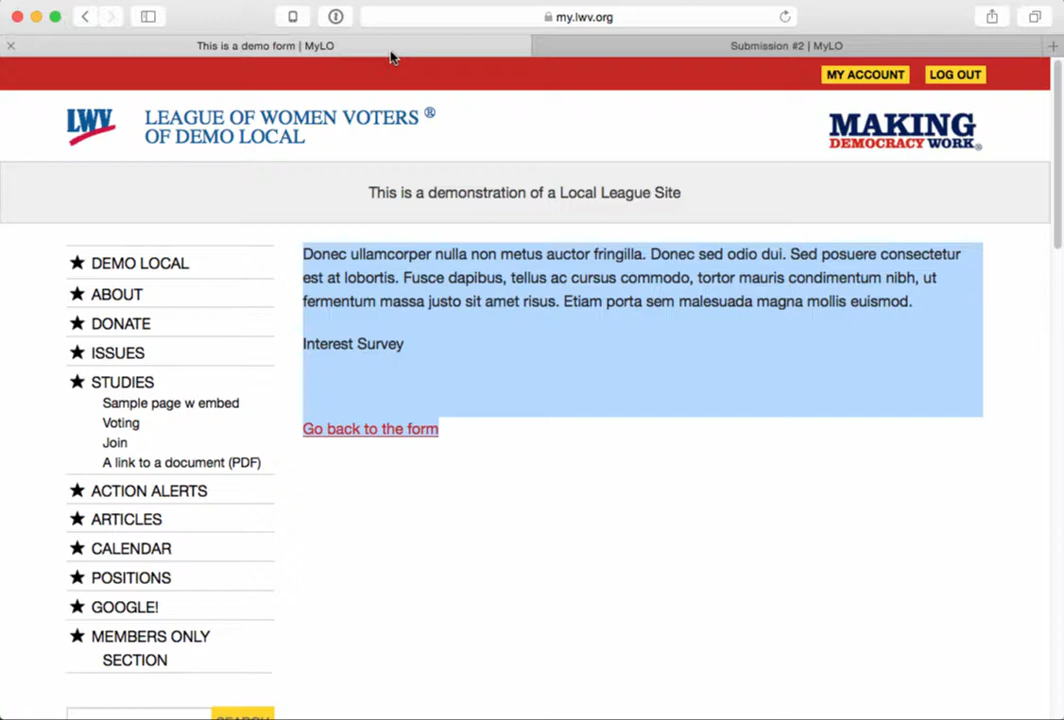 my.lwv.org
This is a demo form | MyLO
Submission #2 | MyLO
MY ACCOUNT
LOG OUT
LWV
LEAGUE OF WOMEN VOTERS ®
OF DEMO LOCAL
MAKING
DEMOCRACY WORK®
This is a demonstration of a Local League Site
★ DEMO LOCAL
★ ABOUT
★ DONATE
★ ISSUES
★ STUDIES
Sample page w embed
Voting
Join
A link to a document (PDF)
★ ACTION ALERTS
★ ARTICLES
★ CALENDAR
★ POSITIONS
★ GOOGLE!
★ MEMBERS ONLY
SECTION
SEARCH
Donec ullamcorper nulla non metus auctor fringilla. Donec sed odio dui. Sed posuere consectetur
est at lobortis. Fusce dapibus, tellus ac cursus commodo, tortor mauris condimentum nibh, ut
fermentum massa justo sit amet risus. Etiam porta sem malesuada magna mollis euismod.
Interest Survey
Go back to the form